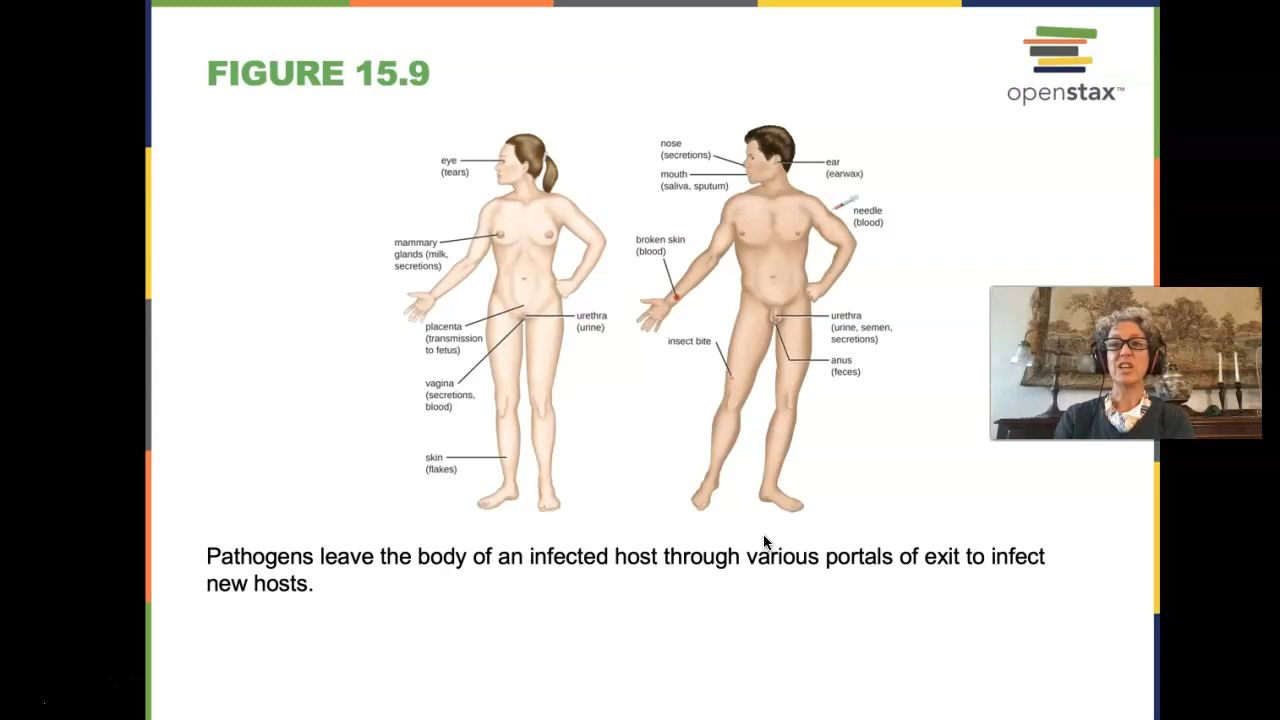 FIGURE 15.9
openstax™
eye
(tears)
mammary
glands (milk,
secretions)
placenta
(transmission
to fetus)
vagina
(secretions,
blood)
skin
(flakes)
urethra
(urine)
nose
(secretions)
mouth
(saliva, sputum)
broken skin
(blood)
insect bite
ear
(earwax)
needle
(blood)
urethra
(urine, semen,
secretions)
anus
(feces)
Pathogens leave the body of an infected host through various portals of exit to infect
new hosts.